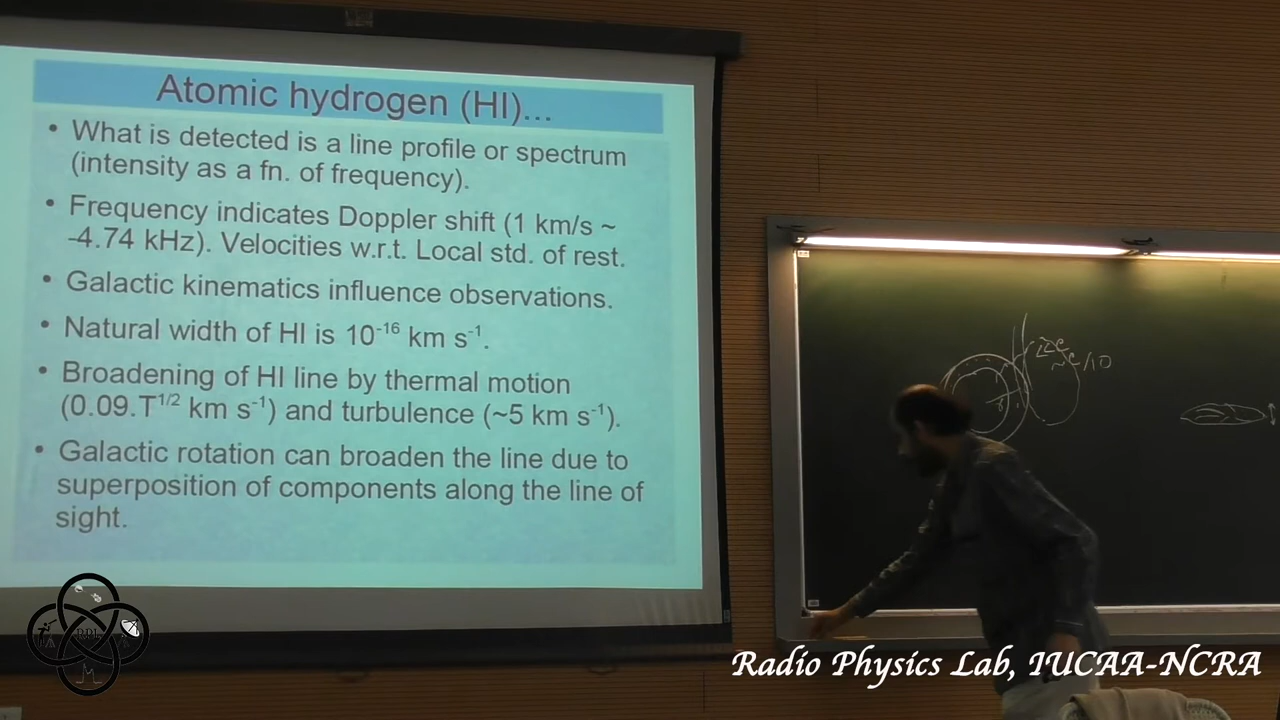 Atomic hydrogen (HI)...
• What is detected is a line profile or spectrum
(intensity as a fn. of frequency).
• Frequency indicates Doppler shift (1 km/s ~
-4.74 kHz). Velocities w.r.t. Local std. of rest.
• Galactic kinematics influence observations.
• Natural width of HI is 10⁻¹⁶ km s⁻¹.
• Broadening of HI line by thermal motion
(0.09.T¹ᐟ² km s⁻¹) and turbulence (~5 km s⁻¹).
• Galactic rotation can broaden the line due to
superposition of components along the line of
sight.
~c/10
RPL
Radio Physics Lab, IUCAA-NCRA